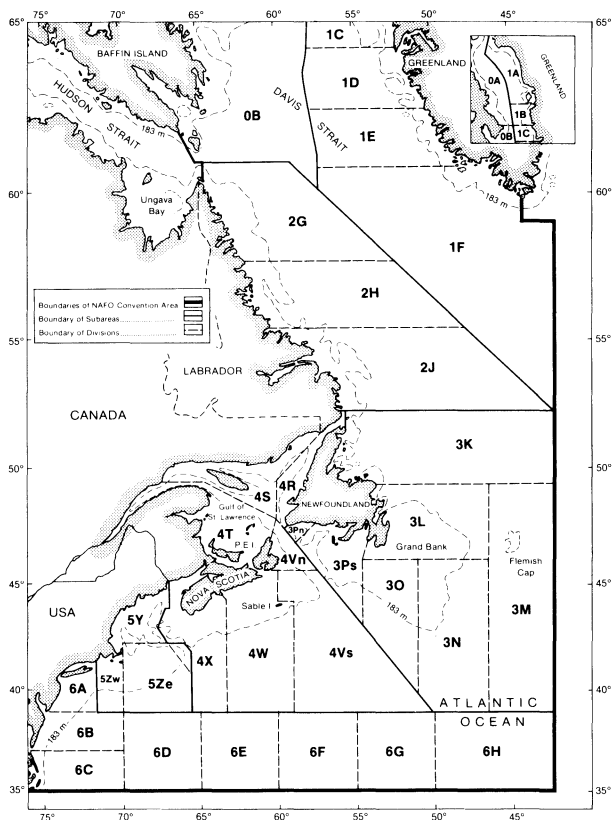 75° 70° 65° 60° 55° 50° 45°
65° 65°
1C
BAFFIN ISLAND
GREENLAND
GREENLAND
0A 1A
1B
0B 1C
HUDSON STRAIT
183 m
0B
DAVIS STRAIT
1D
1E
183 m
60° 60°
Ungava
Bay
2G
1F
2H
Boundaries of NAFO Convention Area
Boundary of Subareas
Boundary of Divisions
55° 55°
LABRADOR
2J
CANADA
3K
50° 50°
4S
4R
Gulf of
St Lawrence
NEWFOUNDLAND
3L
Grand Bank
4T
P E I
3Pn
3Ps
4Vn
Flemish
Cap
45° 45°
NOVA SCOTIA
3O
183 m
3M
USA
Sable I
5Y
3N
4X
4W
4Vs
6A
5Zw
5Ze
40° 40°
ATLANTIC
OCEAN
183 m
6B
6C
6D
6E
6F
6G
6H
35° 35°
75° 70° 65° 60° 55° 50° 45°